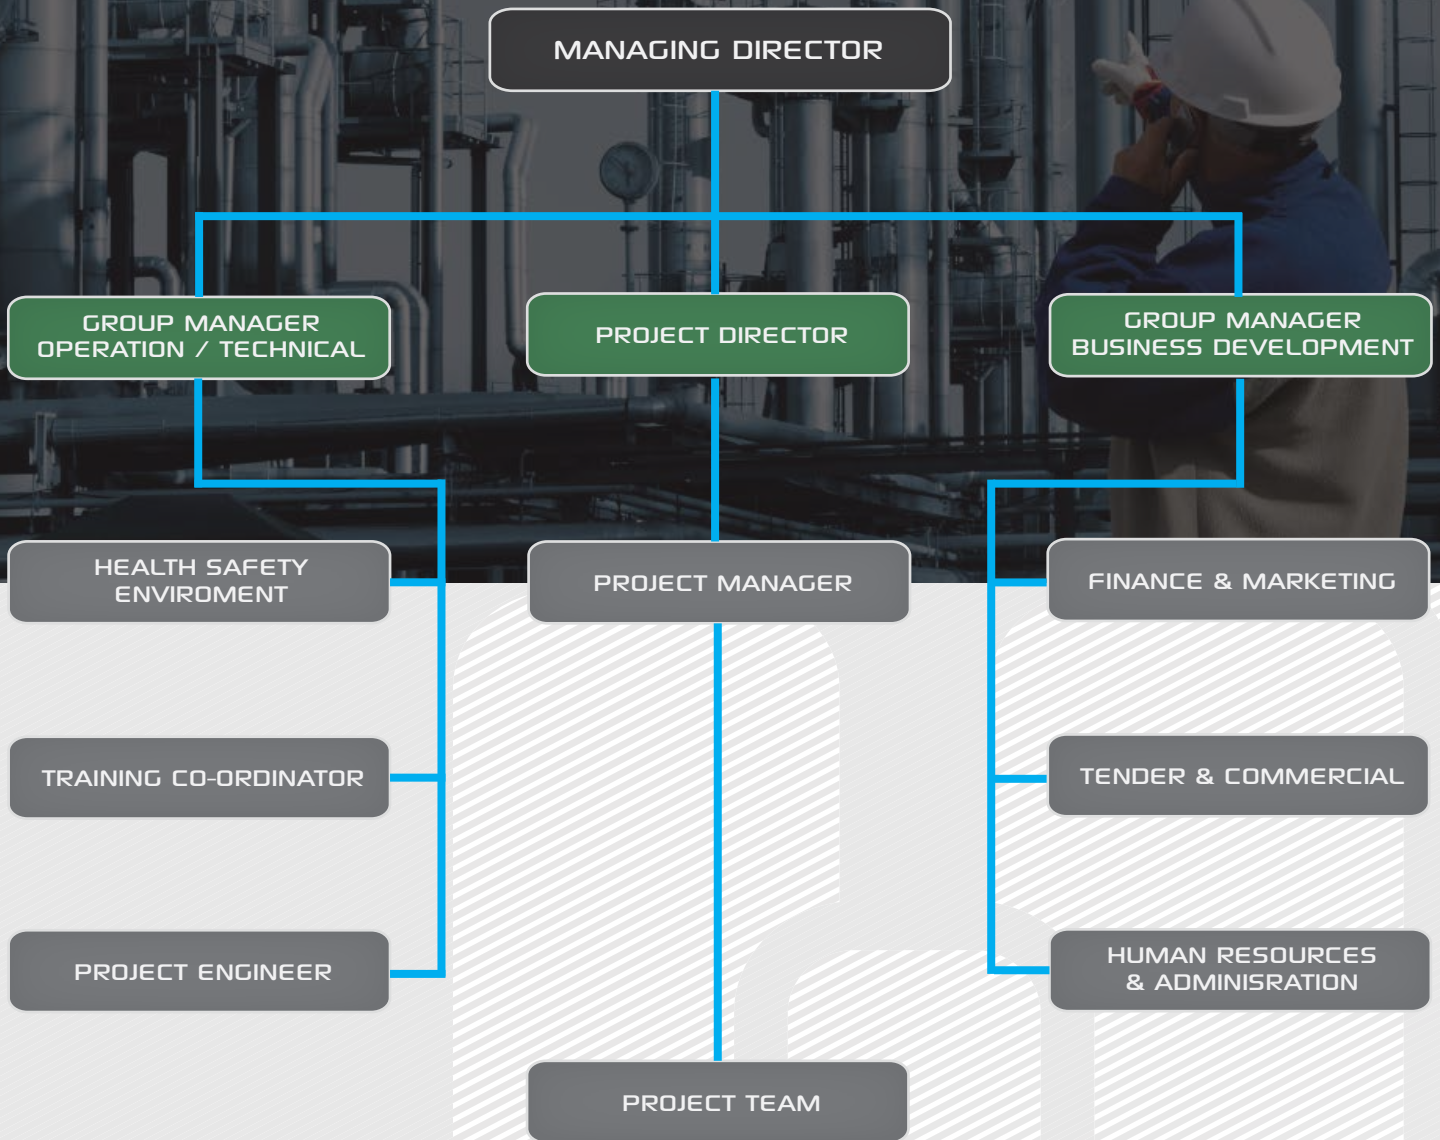 MANAGING DIRECTOR
GROUP MANAGER
OPERATION / TECHNICAL
PROJECT DIRECTOR
GROUP MANAGER
BUSINESS DEVELOPMENT
HEALTH SAFETY
ENVIROMENT
PROJECT MANAGER
FINANCE & MARKETING
TRAINING CO-ORDINATOR
TENDER & COMMERCIAL
PROJECT ENGINEER
HUMAN RESOURCES
& ADMINISRATION
PROJECT TEAM